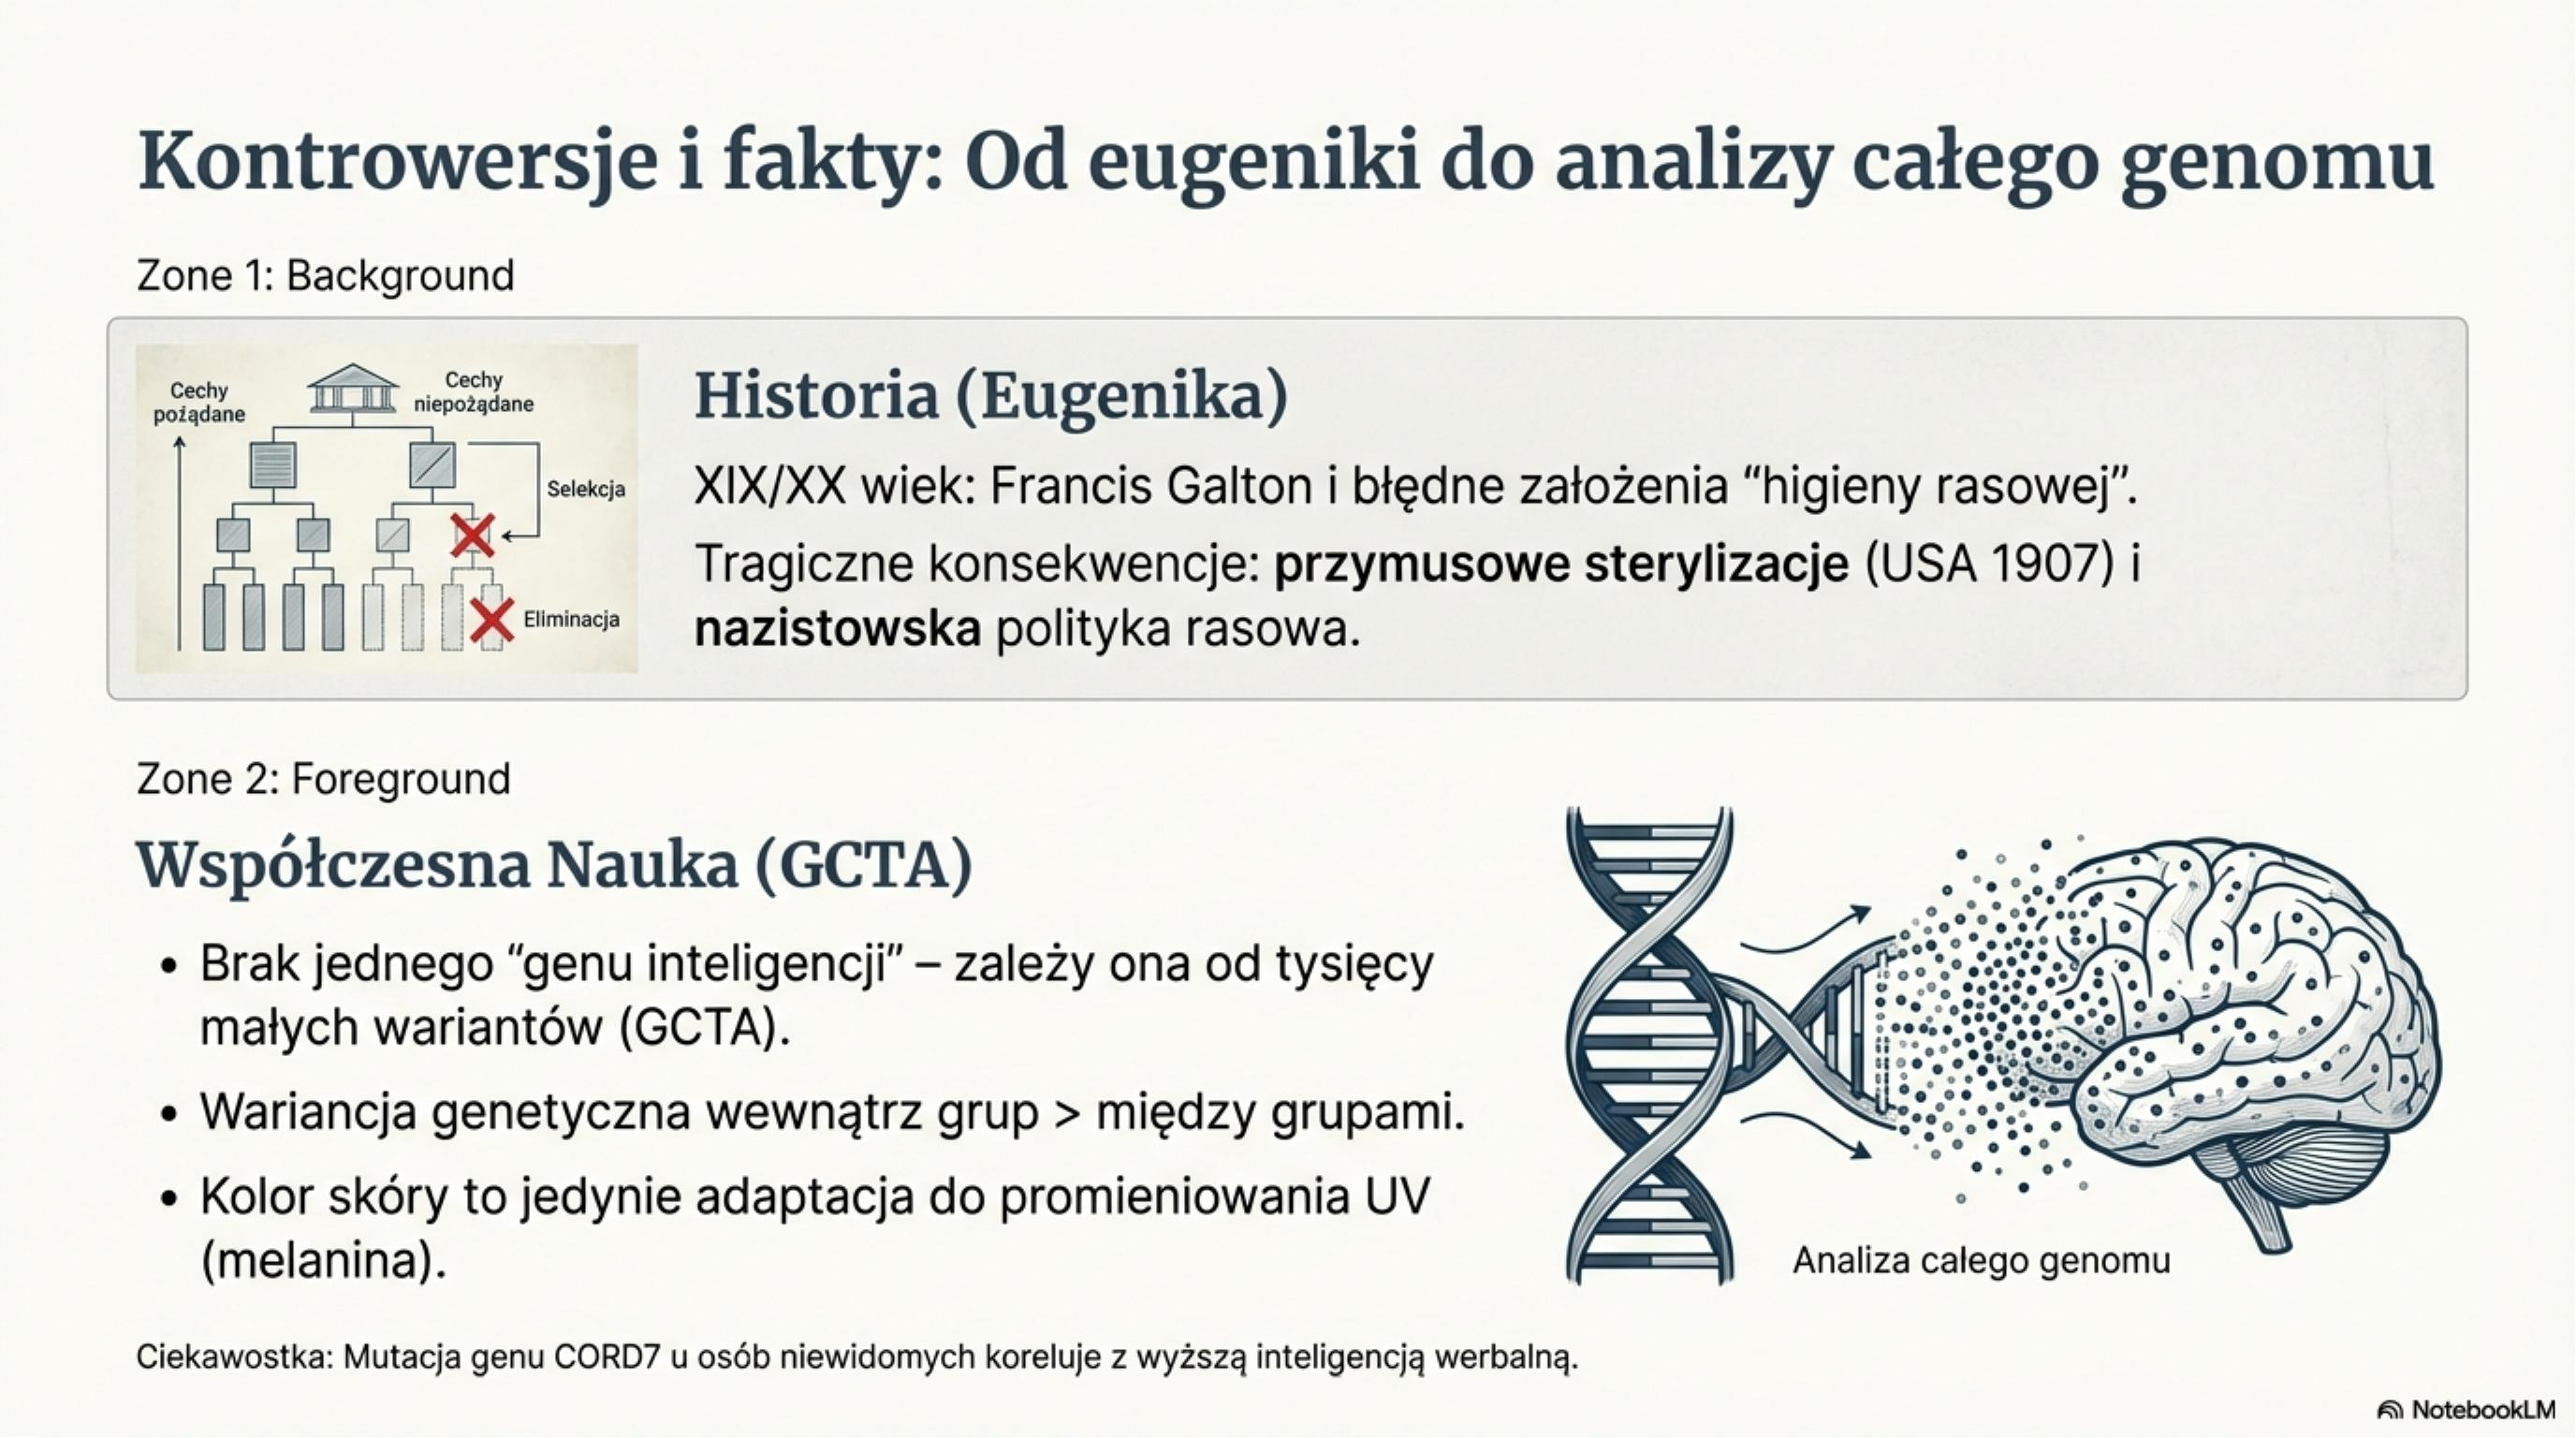 Kontrowersje i fakty: Od eugeniki do analizy całego genomu
Zone 1: Background
Cechy
pożądane
Cechy
niepożądane
Selekcja
Eliminacja
Historia (Eugenika)
XIX/XX wiek: Francis Galton i błędne założenia “higieny rasowej”.
Tragiczne konsekwencje: przymusowe sterylizacje (USA 1907) i
nazistowska polityka rasowa.
Zone 2: Foreground
Współczesna Nauka (GCTA)
• Brak jednego “genu inteligencji” – zależy ona od tysięcy
małych wariantów (GCTA).
• Wariancja genetyczna wewnątrz grup > między grupami.
• Kolor skóry to jedynie adaptacja do promieniowania UV
(melanina).
Analiza całego genomu
Ciekawostka: Mutacja genu CORD7 u osób niewidomych koreluje z wyższą inteligencją werbalną.
NotebookLM